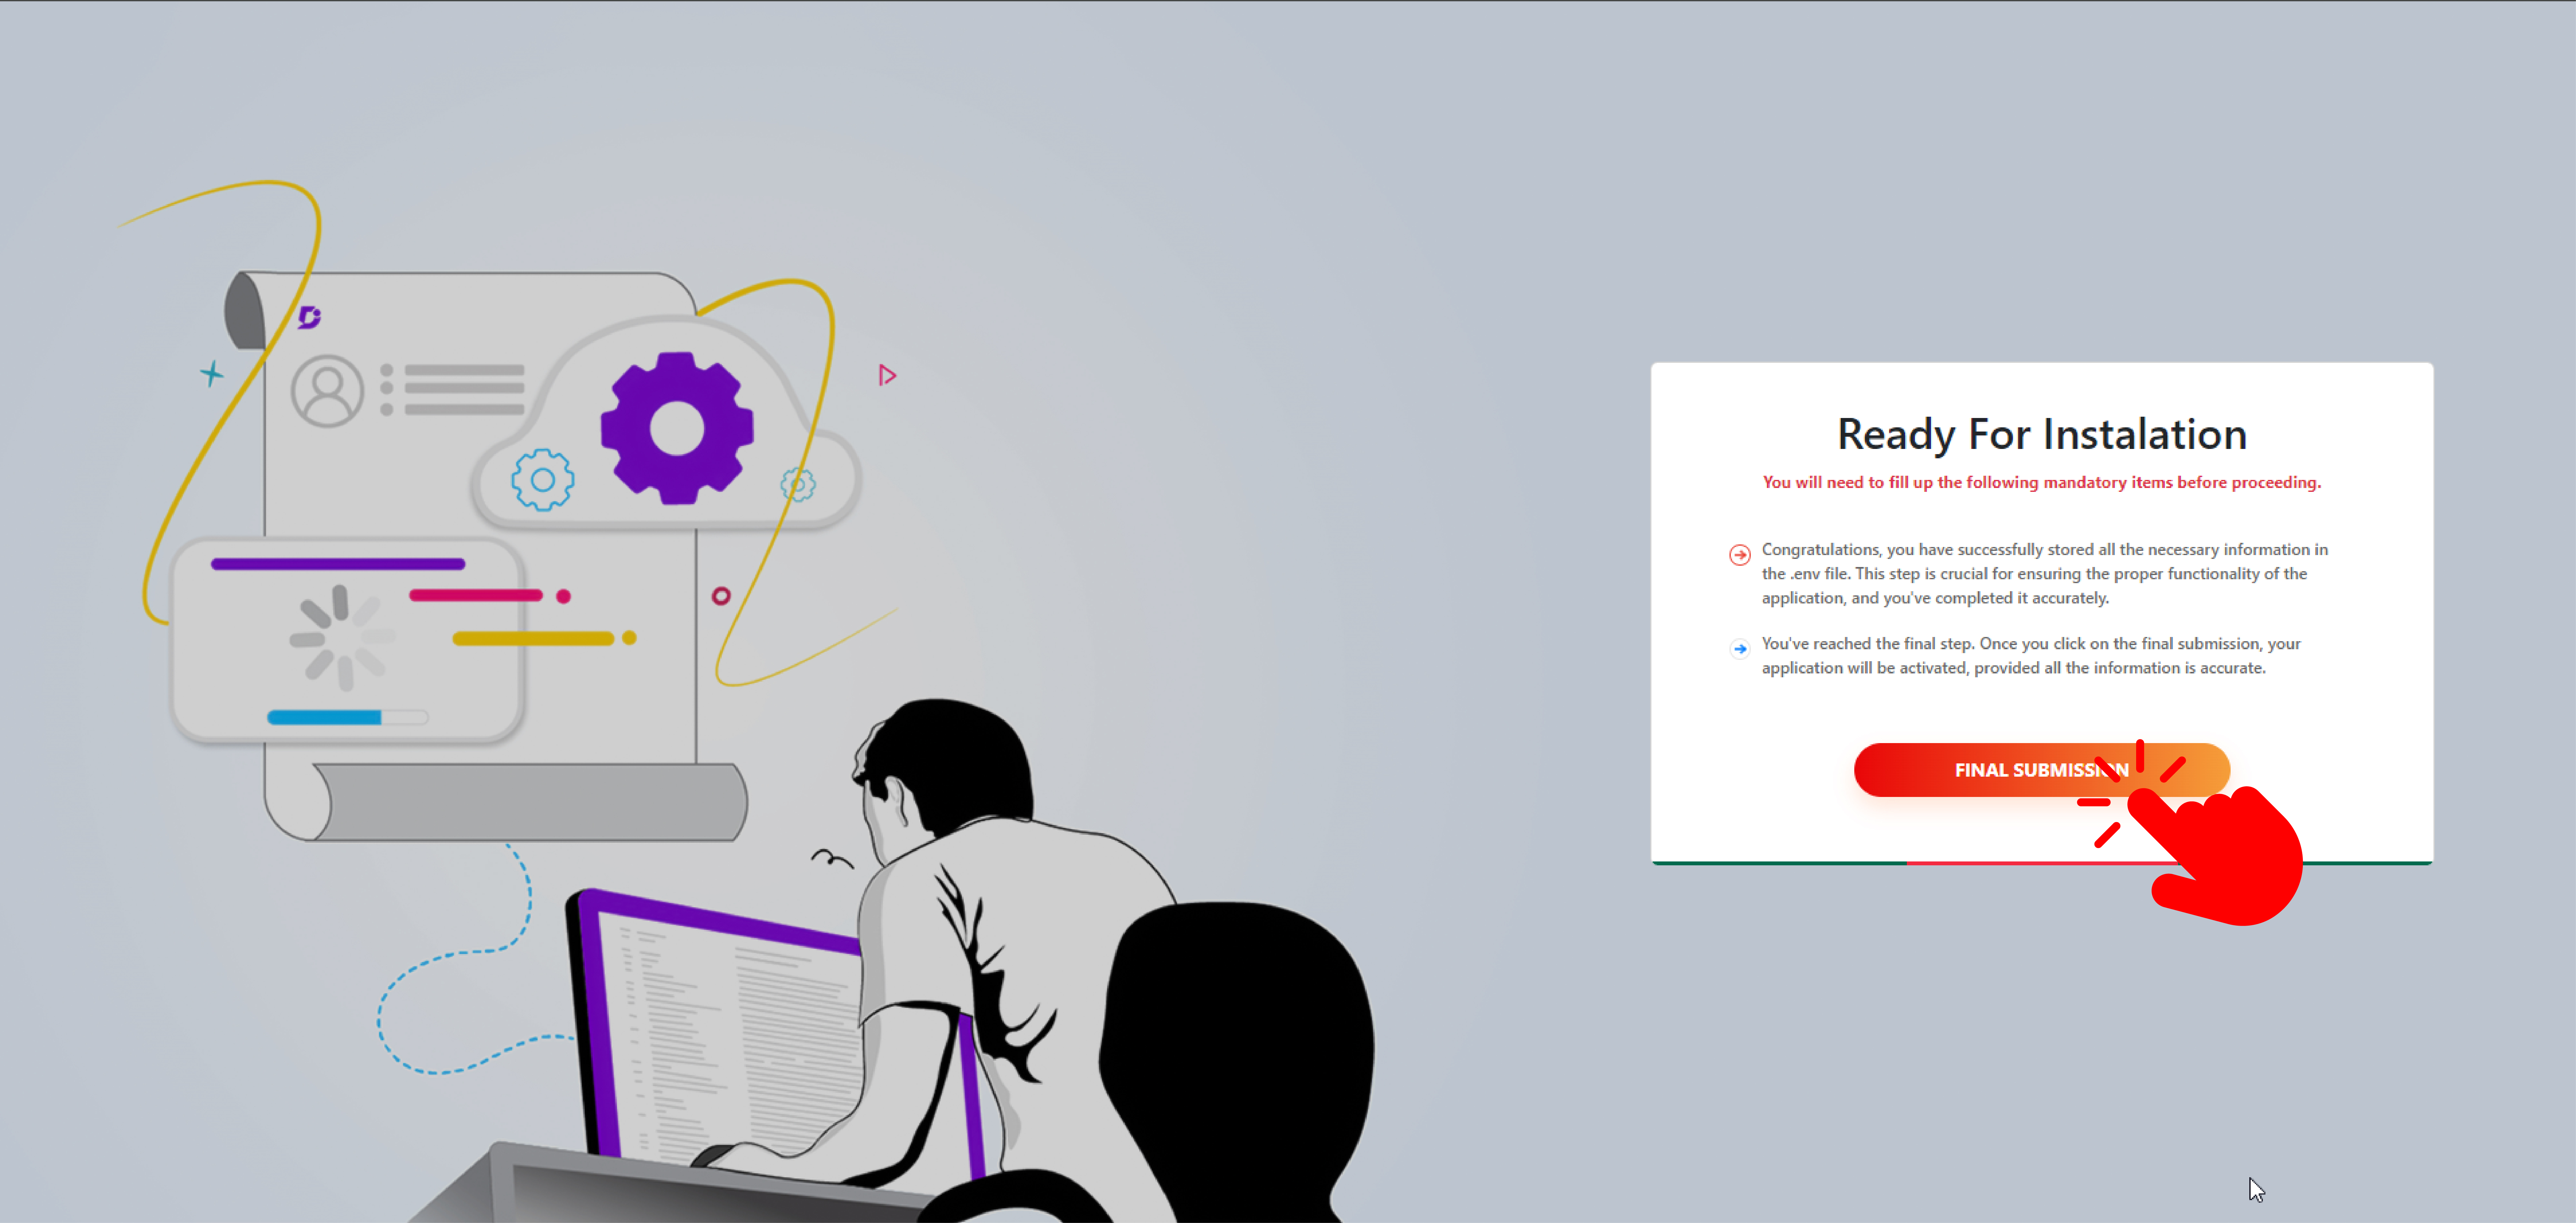 Ready For Instalation
You will need to fill up the following mandatory items before proceeding.
Congratulations, you have successfully stored all the necessary information in
the .env file. This step is crucial for ensuring the proper functionality of the
application, and you've completed it accurately.
You've reached the final step. Once you click on the final submission, your
application will be activated, provided all the information is accurate.
FINAL SUBMISSION